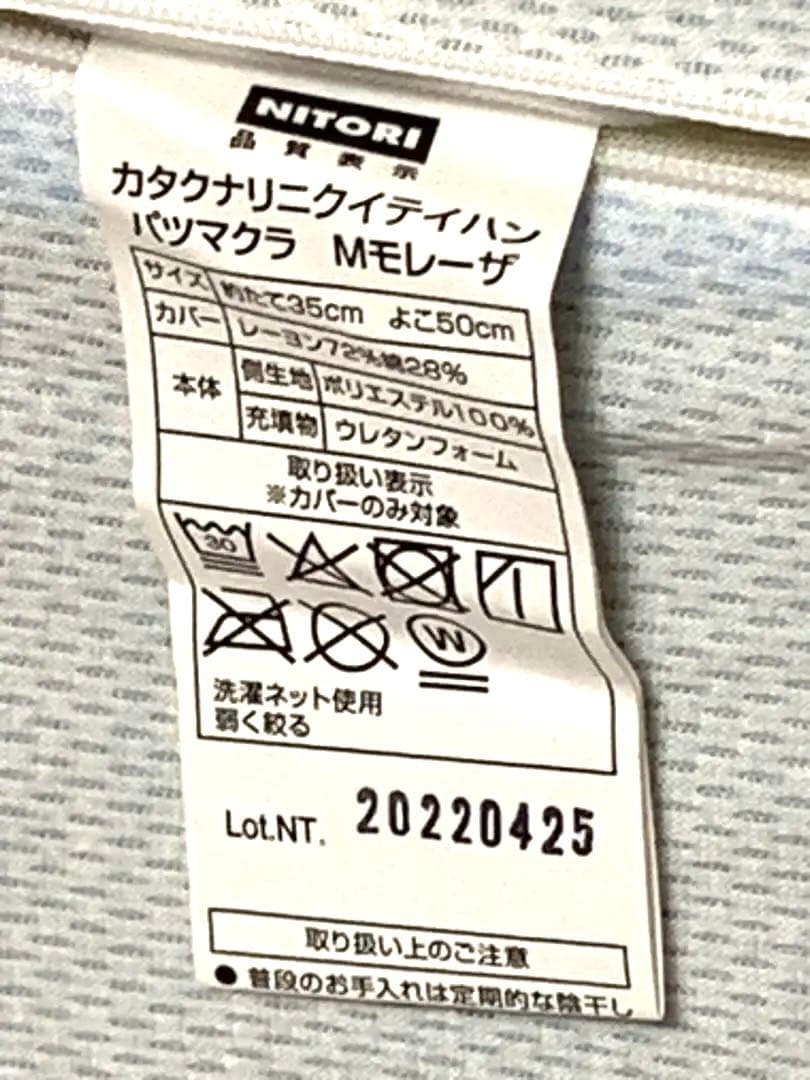 NITORI
品質表示
カタクナリニクイテイハン
パツマクラ Mモレーザ
サイズ 約たて35cm よこ50cm
カバー レーヨン72%綿28%
本体 側生地 ポリエステル100%
充填物 ウレタンフォーム
取り扱い表示
※カバーのみ対象
30
W
洗濯ネット使用
弱く絞る
Lot.NT. 20220425
取り扱い上のご注意
● 普段のお手入れは定期的な陰干し